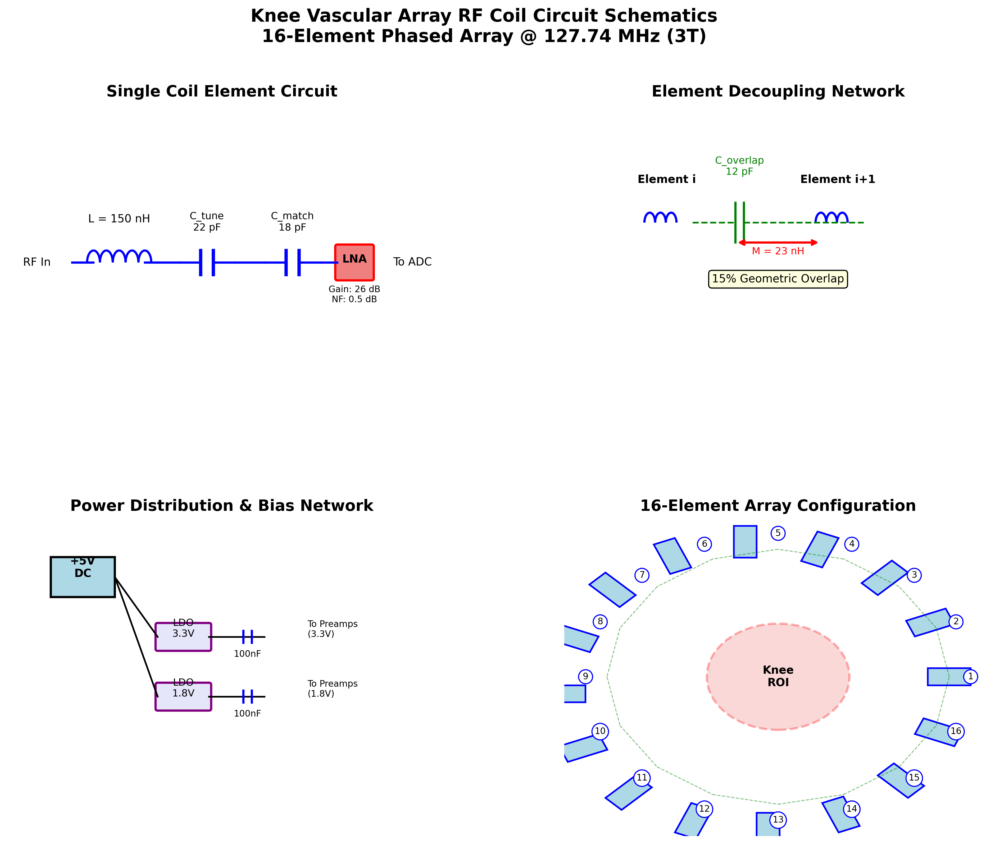 Knee Vascular Array RF Coil Circuit Schematics
16-Element Phased Array @ 127.74 MHz (3T)
Single Coil Element Circuit
L = 150 nH
C_tune
22 pF
C_match
18 pF
RF In
LNA
To ADC
Gain: 26 dB
NF: 0.5 dB
Element Decoupling Network
C_overlap
12 pF
Element i
Element i+1
M = 23 nH
15% Geometric Overlap
Power Distribution & Bias Network
+5V
DC
LDO
3.3V
100nF
To Preamps
(3.3V)
LDO
1.8V
100nF
To Preamps
(1.8V)
16-Element Array Configuration
5
6
4
7
3
8
2
Knee
ROI
9
1
10
16
11
15
12
14
13